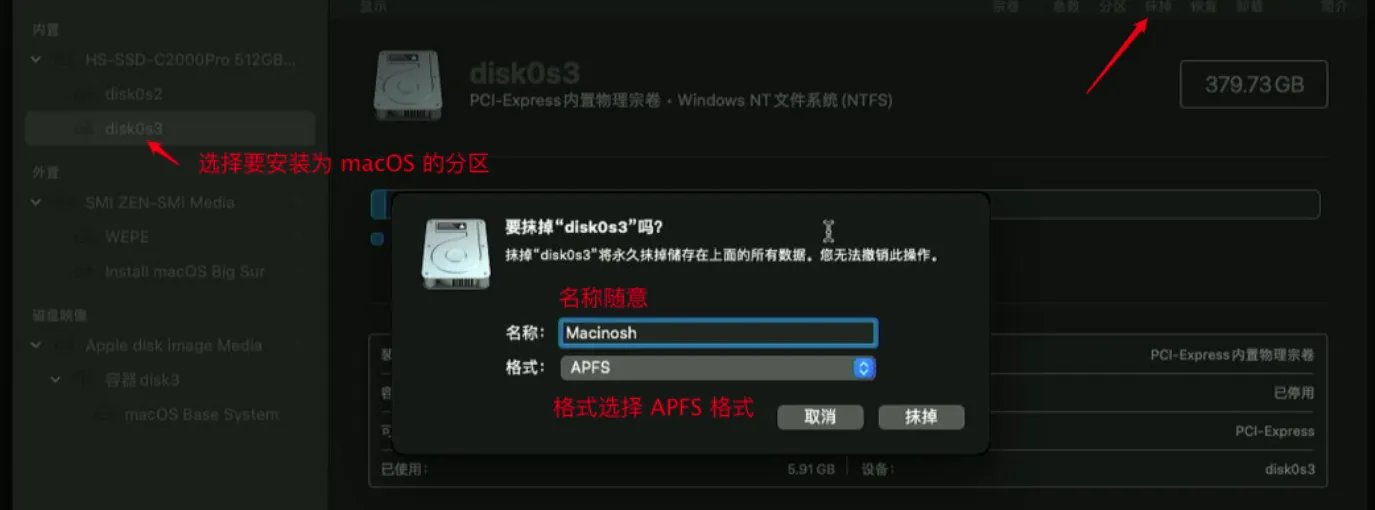 显示
宗卷 急救 分区 抹掉 恢复 卸载 简介
内置
HS-SSD-C2000Pro 512GB...
disk0s2
disk0s3
外置
SMI ZEN-SMI Media
WEPE
Install macOS Big Sur
磁盘映像
Apple disk image Media
容器 disk3
macOS Base System
disk0s3
PCI-Express内置物理宗卷 • Windows NT文件系统 (NTFS)
379.73 GB
选择要安装为 macOS 的分区
要抹掉“disk0s3”吗?
抹掉“disk0s3”将永久抹掉储存在上面的所有数据。您无法撤销此操作。
名称随意
名称: Macinosh
格式: APFS
格式选择 APFS 格式
取消 抹掉
PCI-Express内置物理宗卷
已停用
PCI-Express
已使用: 5.91 GB 设备: disk0s3